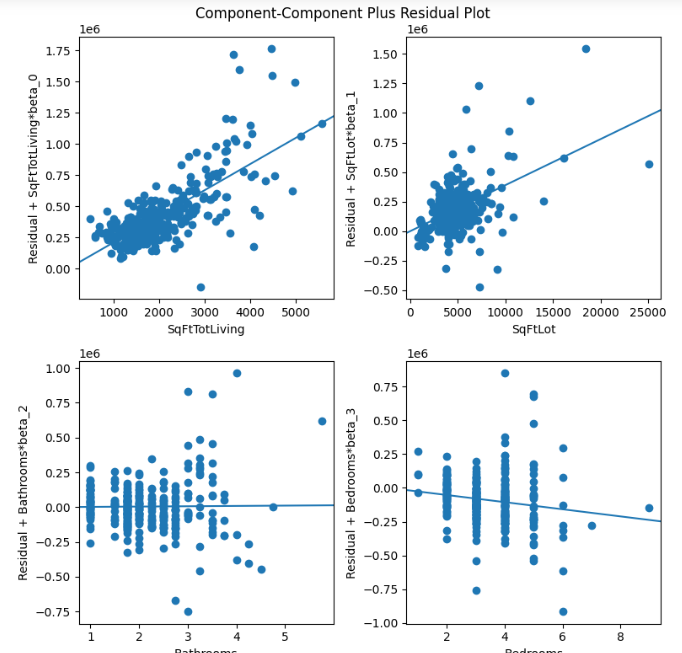 Component-Component Plus Residual Plot
1e6
1.75
1.50
1.25
1.00
0.75
0.50
0.25
0.00
Residual + SqFtTotLiving*beta_0
1000 2000 3000 4000 5000
SqFtTotLiving
1e6
1.50
1.25
1.00
0.75
0.50
0.25
0.00
−0.25
−0.50
Residual + SqFtLot*beta_1
0 5000 10000 15000 20000 25000
SqFtLot
1e6
1.00
0.75
0.50
0.25
0.00
−0.25
−0.50
−0.75
Residual + Bathrooms*beta_2
1 2 3 4 5
Bathrooms
1e6
0.75
0.50
0.25
0.00
−0.25
−0.50
−0.75
−1.00
Residual + Bedrooms*beta_3
2 4 6 8
Bedrooms